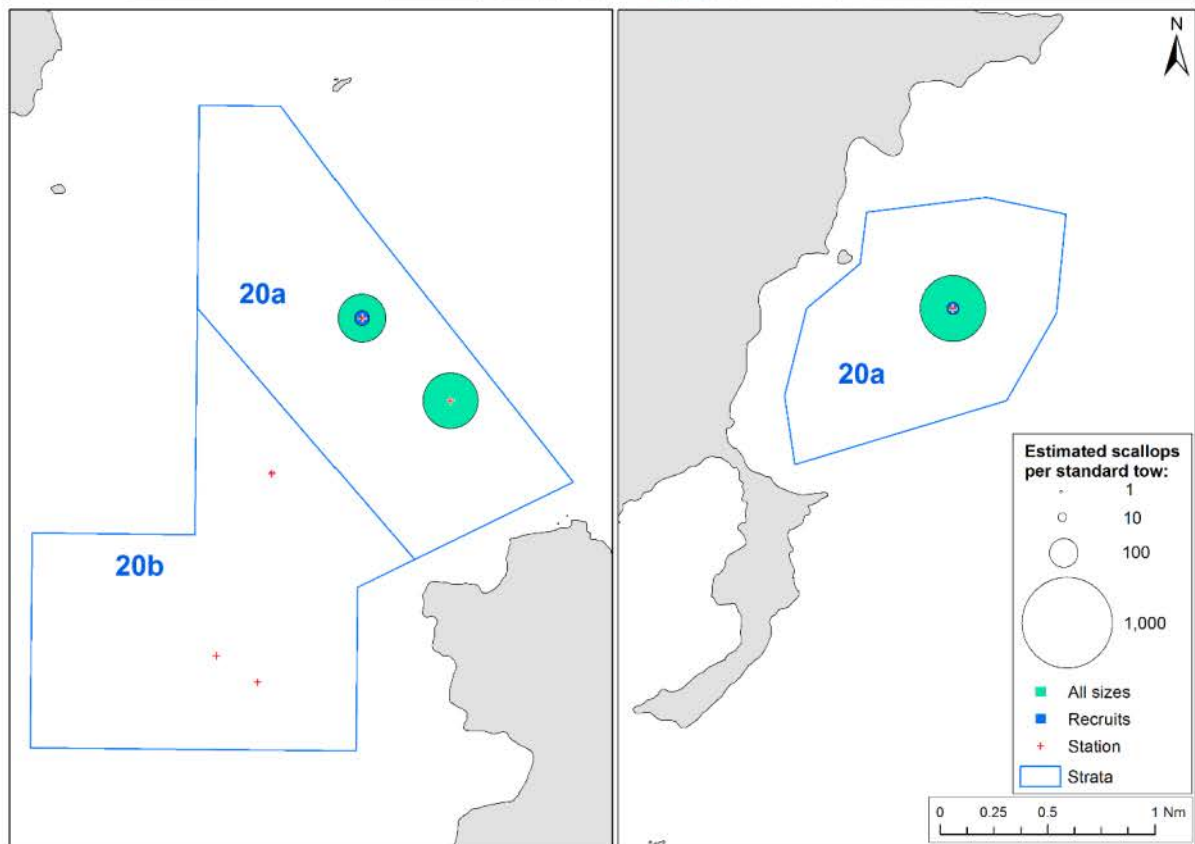 20a
20b
N
20a
Estimated scallops
per standard tow:
1
10
100
1,000
All sizes
Recruits
Station
Strata
0 0.25 0.5 1 Nm